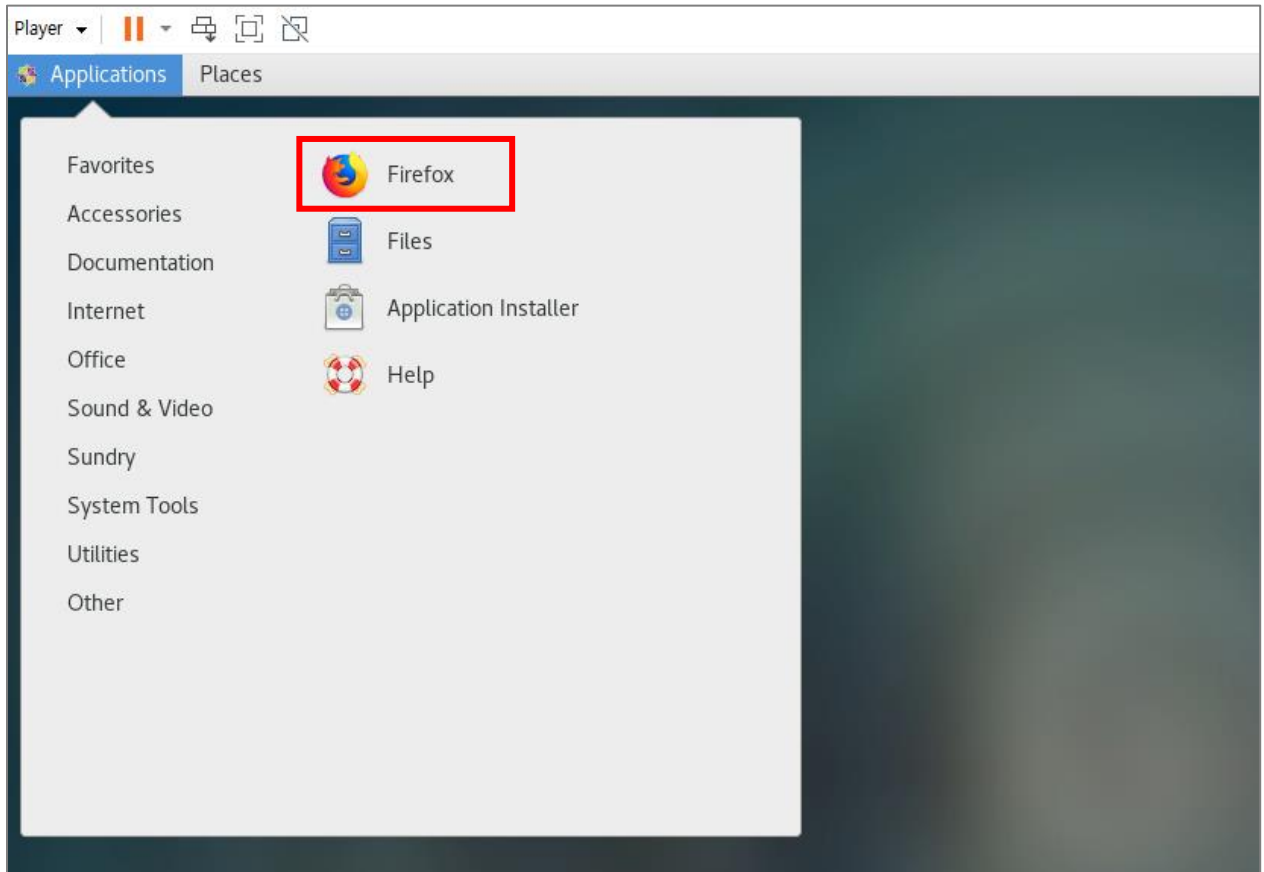 Player
Applications Places
Favorites
Accessories
Documentation
Internet
Office
Sound & Video
Sundry
System Tools
Utilities
Other
Firefox
Files
Application Installer
Help